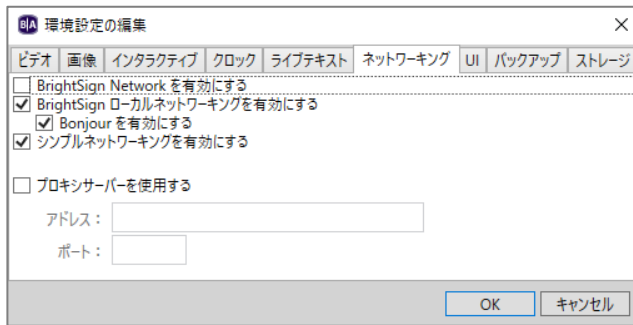 B|A 環境設定の編集
ビデオ 画像 インタラクティブ クロック ライブテキスト ネットワーキング UI バックアップ ストレージ
BrightSign Network を有効にする
BrightSign ローカルネットワーキングを有効にする
Bonjour を有効にする
シンプルネットワーキングを有効にする
プロキシサーバーを使用する
アドレス：
ポート：
OK キャンセル